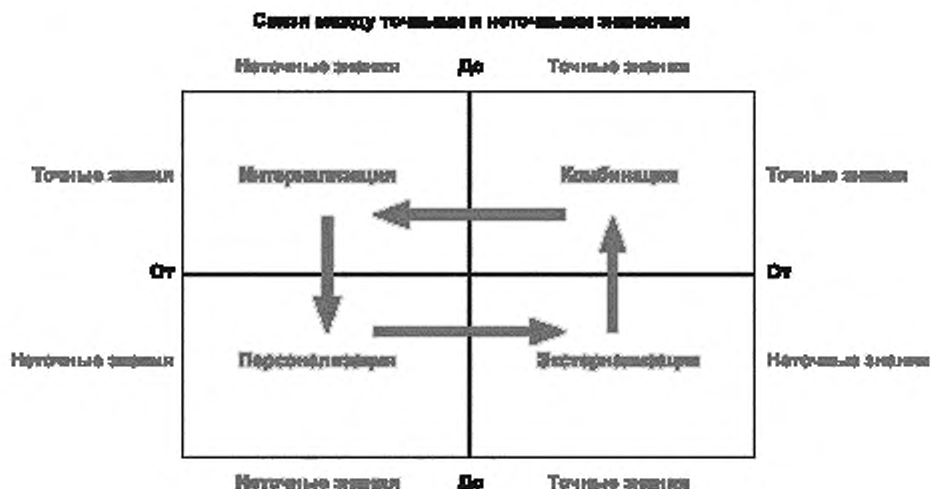 Связи между точными и неточными знаниями
Неточные знания До Точные знания
Точные знания Интернализация Комбинация Точные знания
От От
Неточные знания Персонализация Экстернализация Неточные знания
Неточные знания До Точные знания